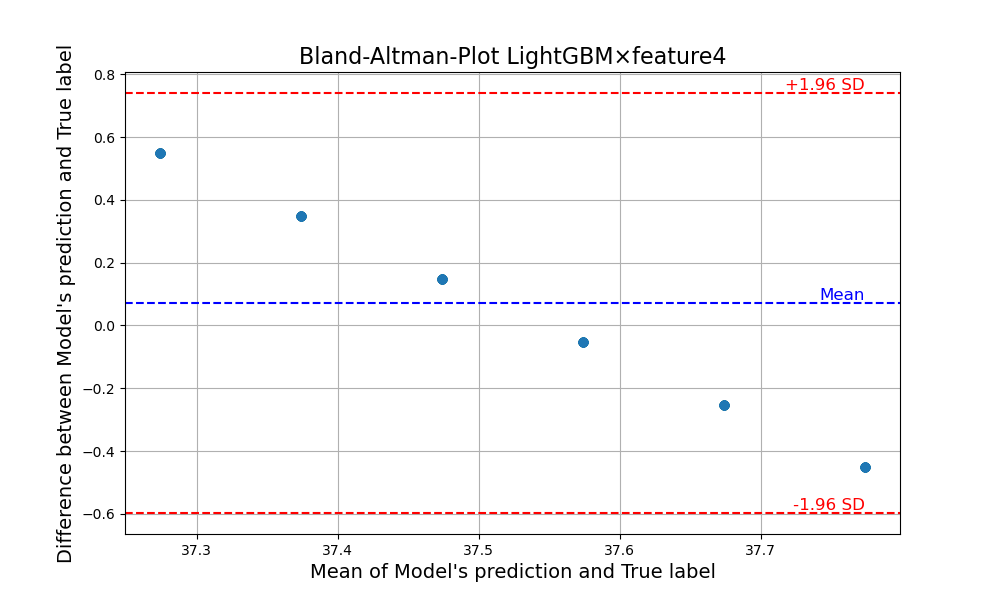 Bland-Altman-Plot LightGBM×feature4
Difference between Model's prediction and True label
0.8
0.6
0.4
0.2
0.0
−0.2
−0.4
−0.6
+1.96 SD
Mean
-1.96 SD
37.3 37.4 37.5 37.6 37.7
Mean of Model's prediction and True label